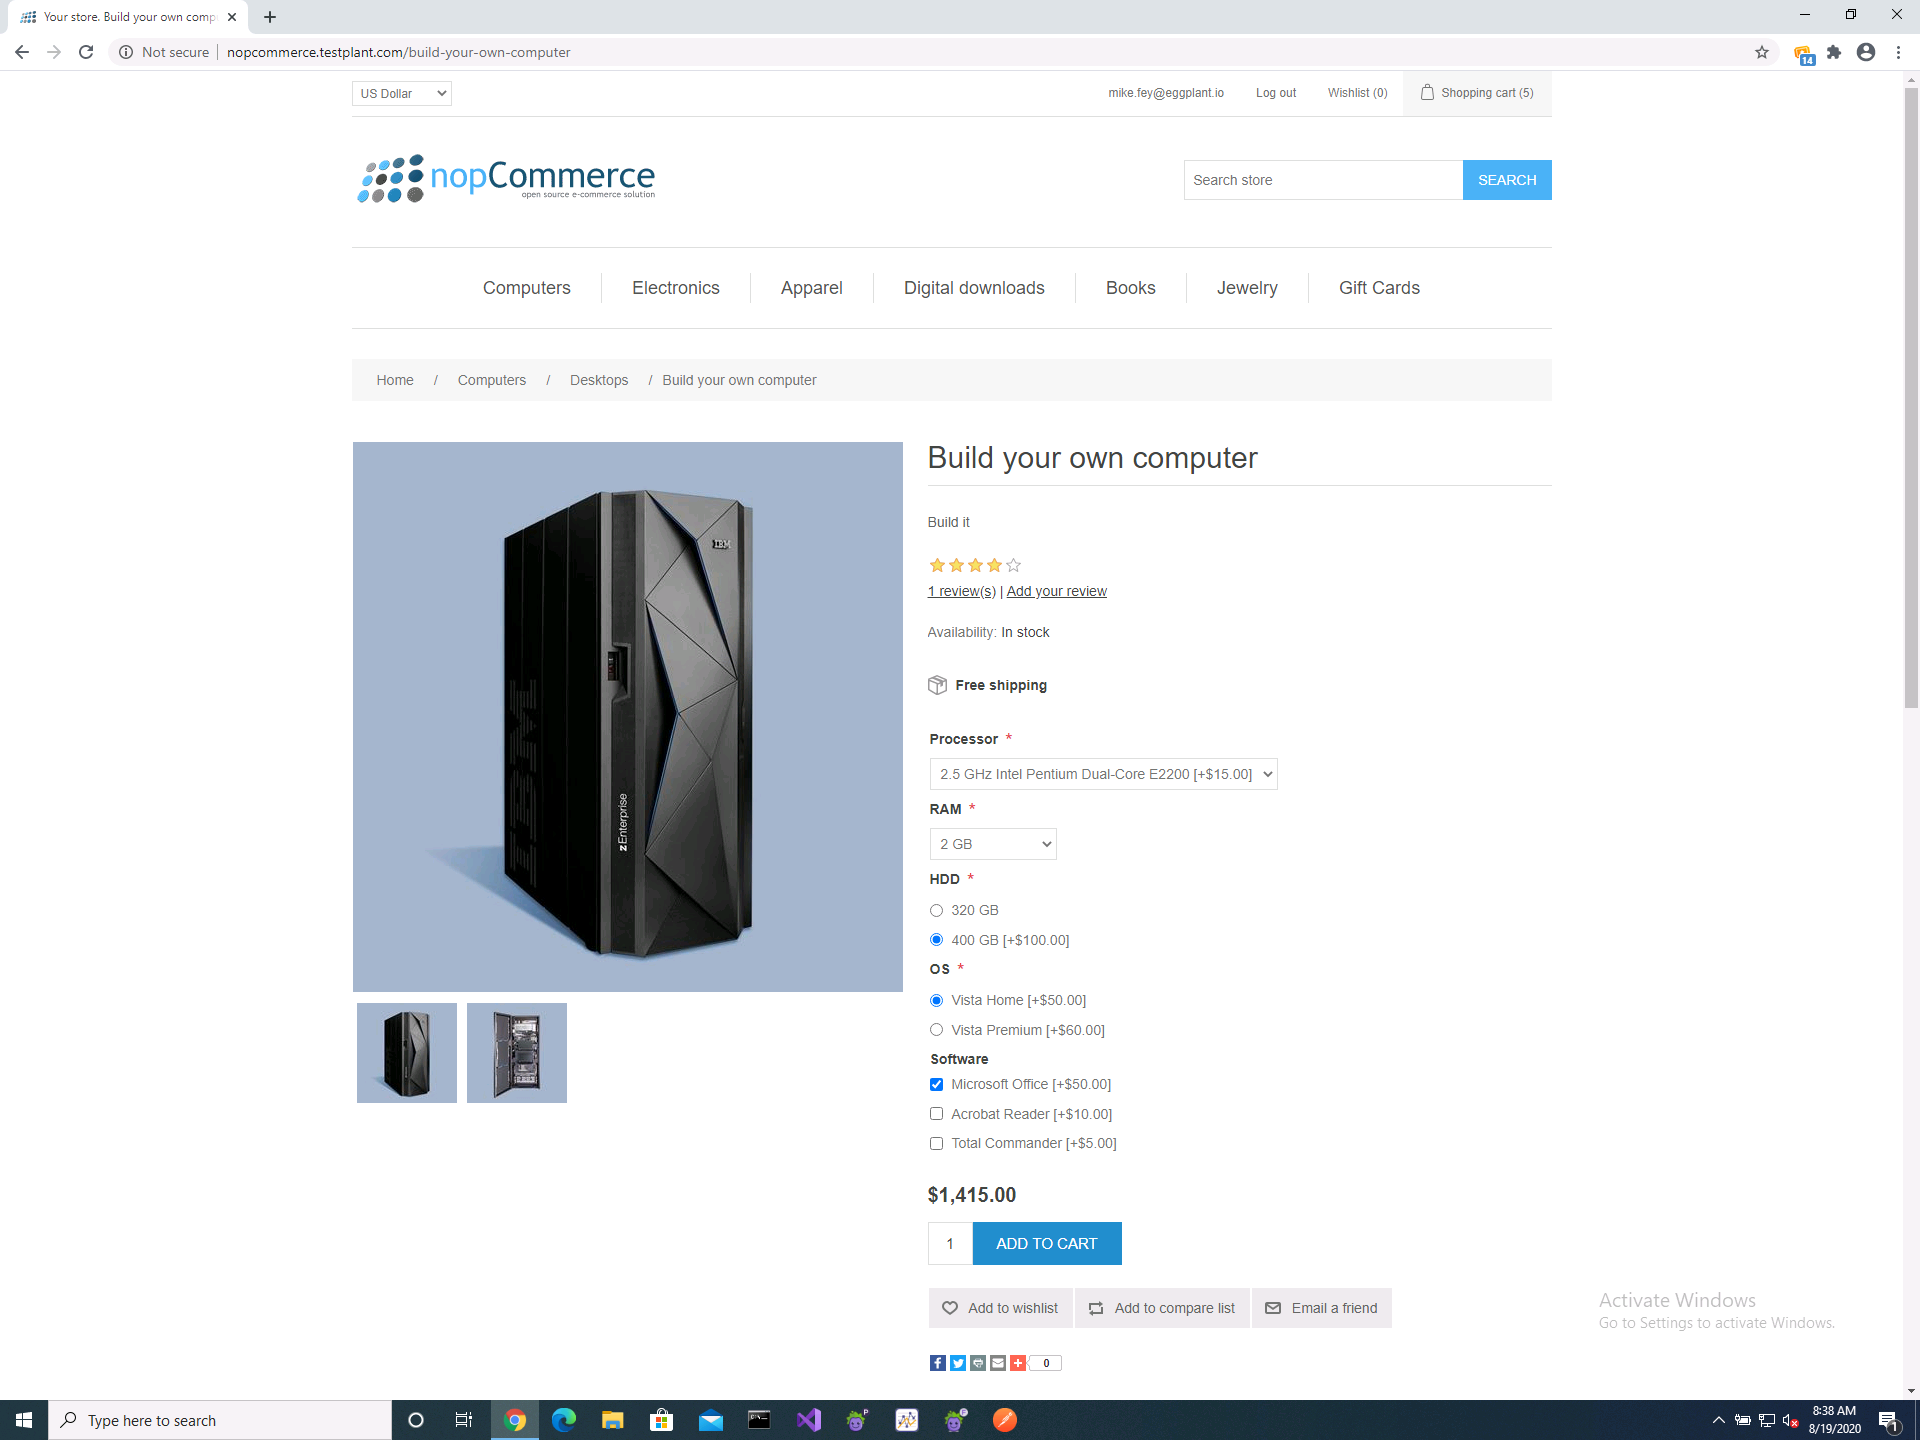 Your store. Build your own comp
Not secure
nopcommerce.testplant.com/build-your-own-computer
14
US Dollar
mike.fey@eggplant.io
Log out
Wishlist (0)
Shopping cart (5)
nopCommerce
open source e-commerce solution
Search store
SEARCH
Computers
Electronics
Apparel
Digital downloads
Books
Jewelry
Gift Cards
Home / Computers / Desktops / Build your own computer
IBM
IBM
zEnterprise
Build your own computer
Build it
1 review(s) | Add your review
Availability: In stock
Free shipping
Processor *
2.5 GHz Intel Pentium Dual-Core E2200 [+$15.00]
RAM *
2 GB
HDD *
320 GB
400 GB [+$100.00]
OS *
Vista Home [+$50.00]
Vista Premium [+$60.00]
Software
Microsoft Office [+$50.00]
Acrobat Reader [+$10.00]
Total Commander [+$5.00]
$1,415.00
1
ADD TO CART
Add to wishlist
Add to compare list
Email a friend
0
Activate Windows
Go to Settings to activate Windows.
Type here to search
8:38 AM
8/19/2020
1